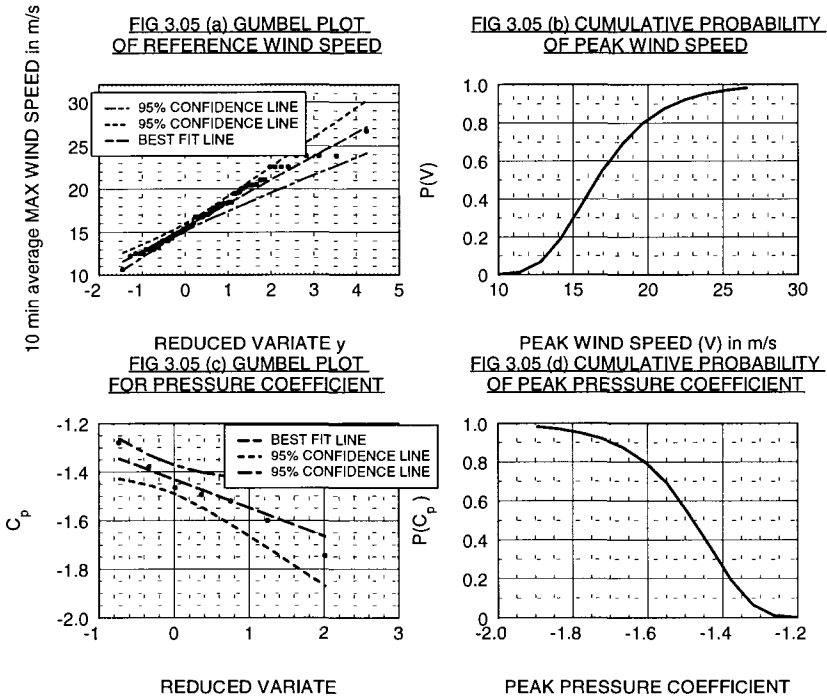 FIG 3.05 (a) GUMBEL PLOT
OF REFERENCE WIND SPEED
10 min average MAX WIND SPEED in m/s
30
25
20
15
10
95% CONFIDENCE LINE
95% CONFIDENCE LINE
BEST FIT LINE
-2 -1 0 1 2 3 4 5
REDUCED VARIATE y
FIG 3.05 (b) CUMULATIVE PROBABILITY
OF PEAK WIND SPEED
P(V)
1.0
0.8
0.6
0.4
0.2
0
10 15 20 25 30
PEAK WIND SPEED (V) in m/s
FIG 3.05 (c) GUMBEL PLOT
FOR PRESSURE COEFFICIENT
Cp
-1.2
-1.4
-1.6
-1.8
-2.0
BEST FIT LINE
95% CONFIDENCE LINE
95% CONFIDENCE LINE
-1 0 1 2 3
REDUCED VARIATE
FIG 3.05 (d) CUMULATIVE PROBABILITY
OF PEAK PRESSURE COEFFICIENT
P(Cp)
1.0
0.8
0.6
0.4
0.2
0
-2.0 -1.8 -1.6 -1.4 -1.2
PEAK PRESSURE COEFFICIENT